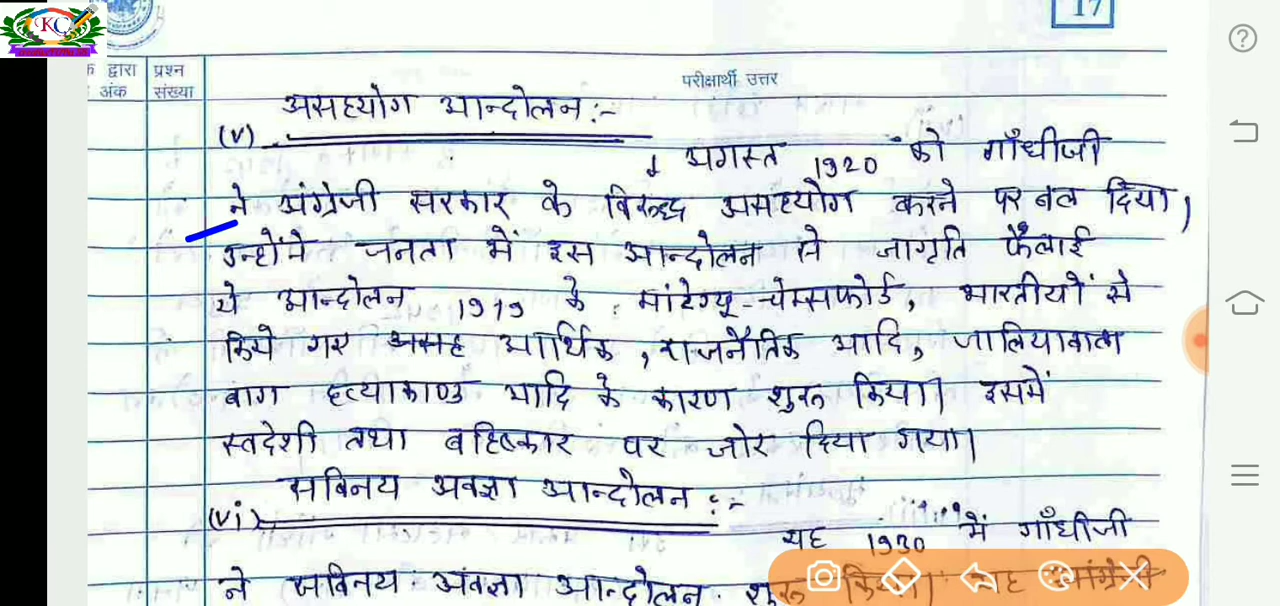 KC
17
क द्वारा
अंक
प्रश्न
संख्या
परीक्षार्थी उत्तर
असहयोग आन्दोलन :-
(v)
1 अगस्त 1920 को गाँधीजी
ने अंग्रेजी सरकार के विरुद्ध असहयोग करने पर बल दिया,
उन्होंने जनता में इस आन्दोलन से जागृति फैलाई
ये आन्दोलन 1919 के मांटेग्यू-चेम्सफोर्ड, भारतीयों से
किये गए असह आर्थिक, राजनैतिक आदि, जालियावाला
बाग हत्याकाण्ड आदि के कारण शुरू किया। इसमें
स्वदेशी तथा बहिष्कार पर जोर दिया गया।
सविनय अवज्ञा आन्दोलन :-
(vi)
यह 1930 में गाँधीजी
ने सविनय अवज्ञा आन्दोलन शुरू किया। यह अंग्रेजी